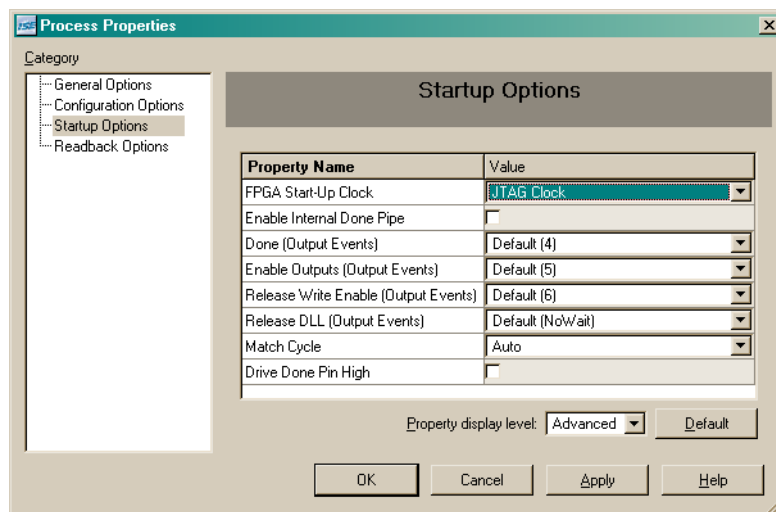 ISE Process Properties
Category
General Options
Configuration Options
Startup Options
Readback Options
Startup Options
Property Name Value
FPGA Start-Up Clock JTAG Clock
Enable Internal Done Pipe
Done (Output Events) Default (4)
Enable Outputs (Output Events) Default (5)
Release Write Enable (Output Events) Default (6)
Release DLL (Output Events) Default (NoWait)
Match Cycle Auto
Drive Done Pin High
Property display level: Advanced Default
OK Cancel Apply Help